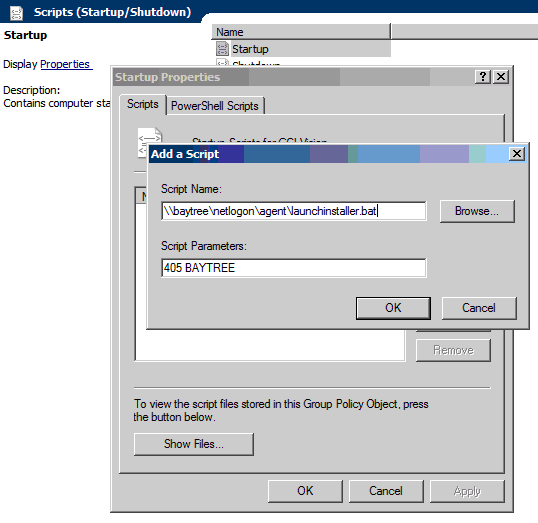 Scripts (Startup/Shutdown)
Startup
Display Properties
Description:
Contains computer sta
Name
Startup
Shutdown
Startup Properties
Scripts
PowerShell Scripts
Startup Scripts for CCI Vision
Add a Script
Script Name:
\\baytree\netlogon\agent\launchinstaller.bat
Browse...
Script Parameters:
405 BAYTREE
OK
Cancel
Remove
To view the script files stored in this Group Policy Object, press
the button below.
Show Files...
OK
Cancel
Apply